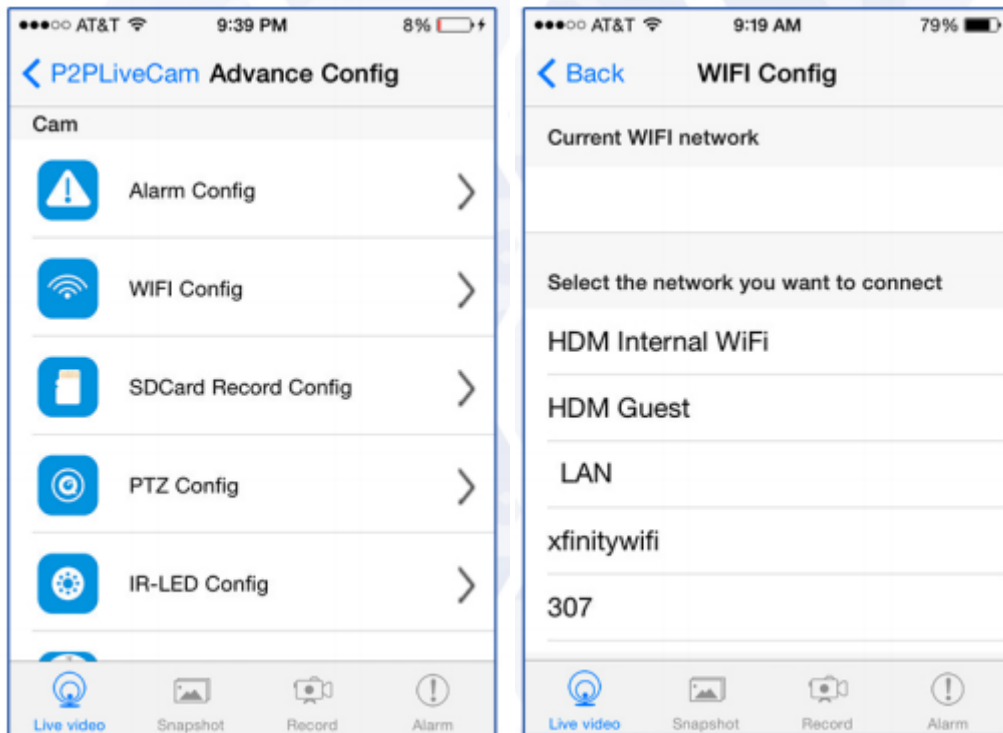 AT&T 9:39 PM 8%
P2PLiveCam Advance Config
Cam
Alarm Config
WIFI Config
SDCard Record Config
PTZ Config
IR-LED Config
Live video Snapshot Record Alarm
AT&T 9:19 AM 79%
Back WIFI Config
Current WIFI network
Select the network you want to connect
HDM Internal WiFi
HDM Guest
LAN
xfinitywifi
307
Live video Snapshot Record Alarm